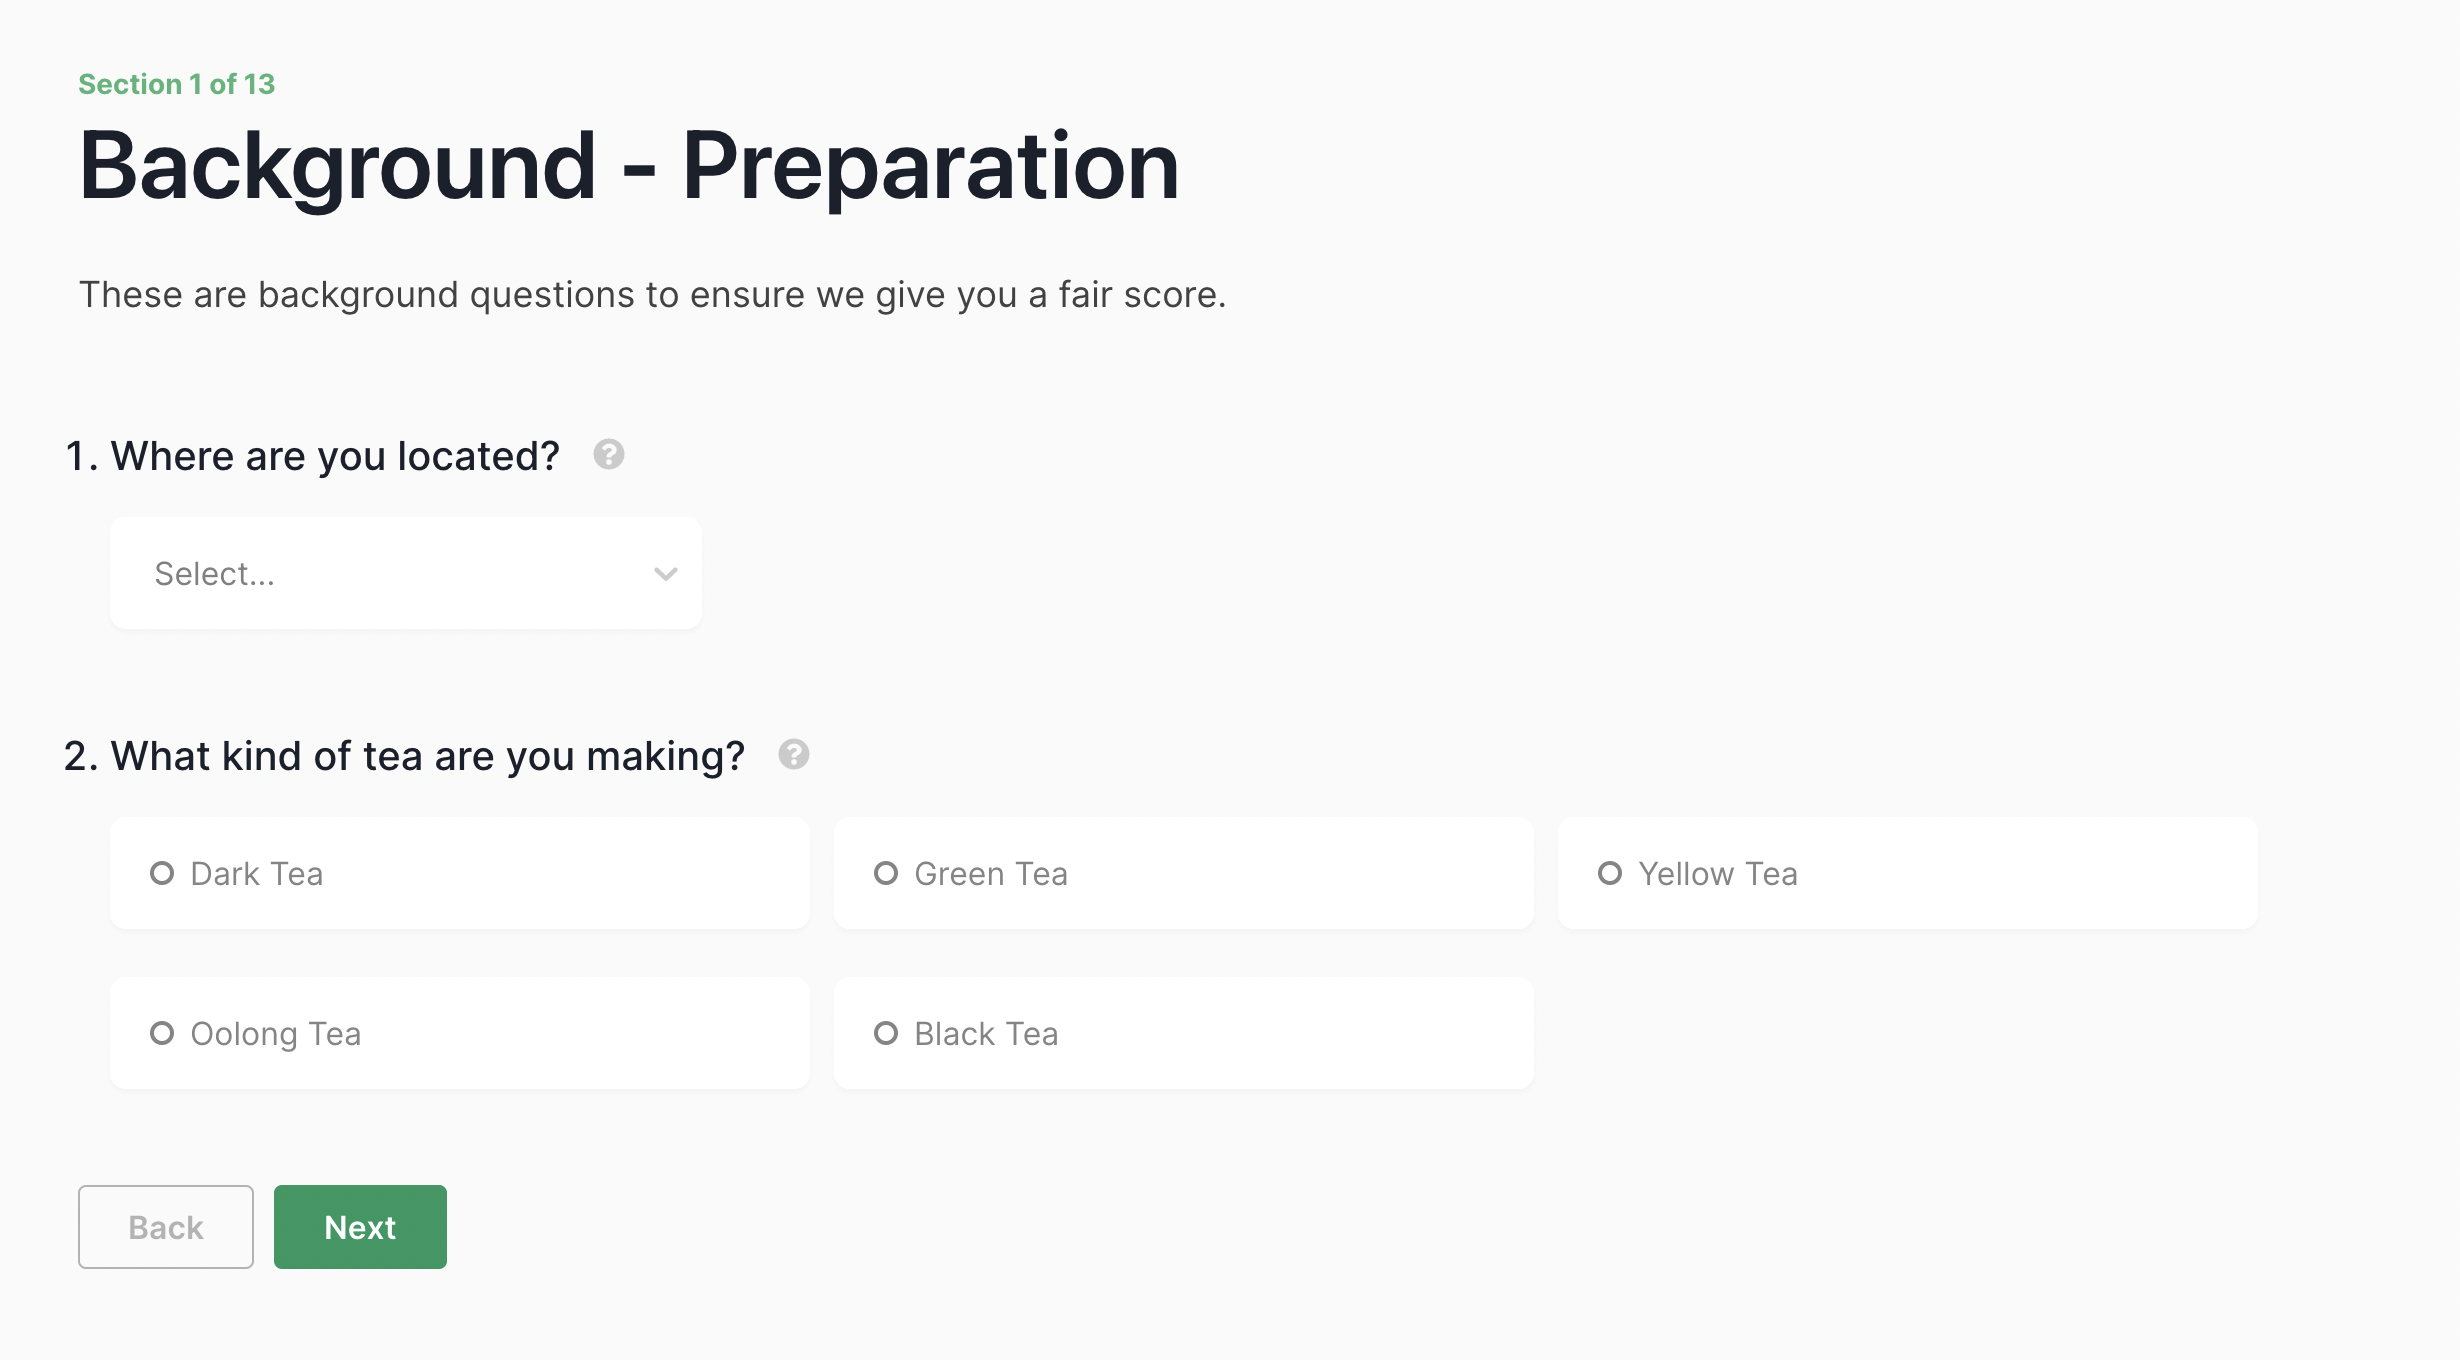 Section 1 of 13
Background - Preparation
These are background questions to ensure we give you a fair score.
1. Where are you located? ?
Select...
2. What kind of tea are you making? ?
Dark Tea
Green Tea
Yellow Tea
Oolong Tea
Black Tea
Back
Next